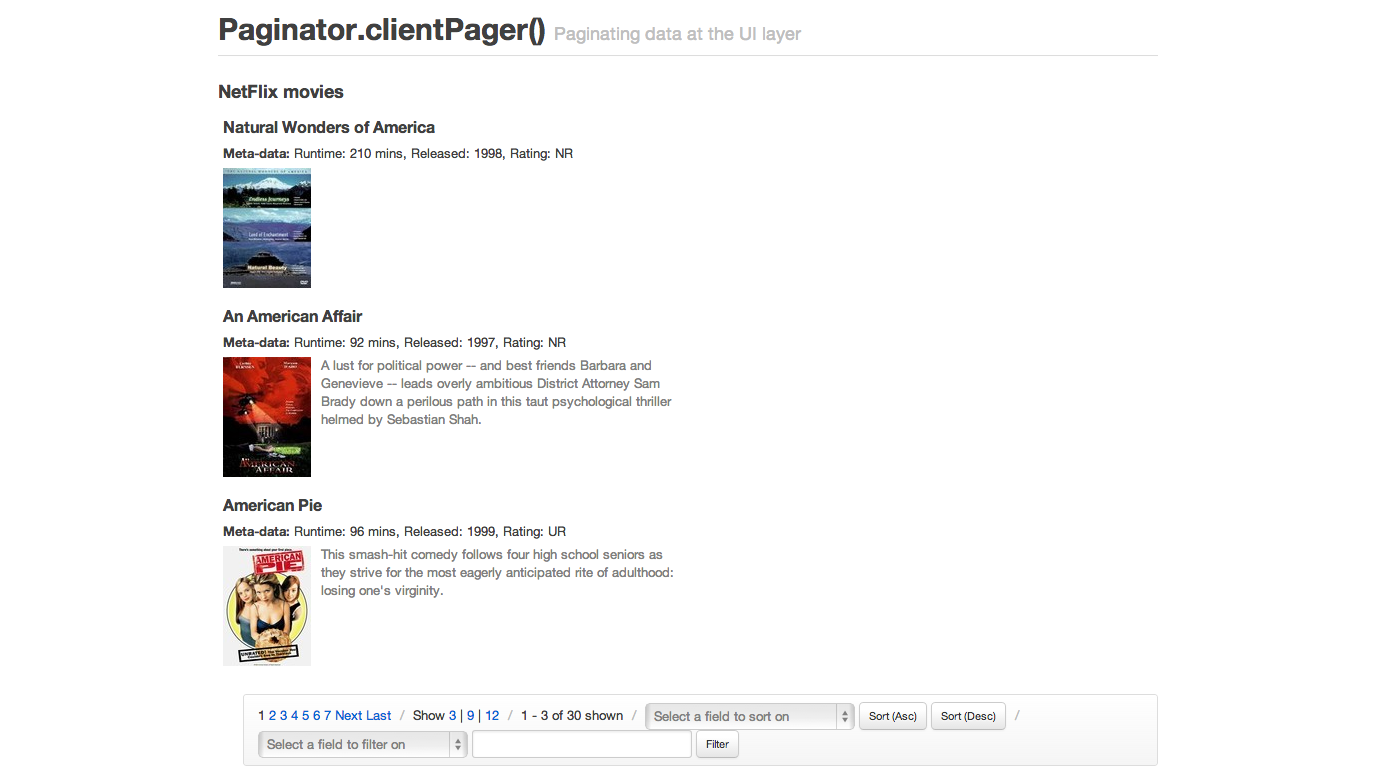 Paginator.clientPager() Paginating data at the UI layer
NetFlix movies
Natural Wonders of America
Meta-data: Runtime: 210 mins, Released: 1998, Rating: NR
Endless Journeys
Land of Enchantment
Natural Beauty
An American Affair
Meta-data: Runtime: 92 mins, Released: 1997, Rating: NR
A lust for political power -- and best friends Barbara and
Genevieve -- leads overly ambitious District Attorney Sam
Brady down a perilous path in this taut psychological thriller
helmed by Sebastian Shah.
AMERICAN
AFFAIR
American Pie
Meta-data: Runtime: 96 mins, Released: 1999, Rating: UR
This smash-hit comedy follows four high school seniors as
they strive for the most eagerly anticipated rite of adulthood:
losing one's virginity.
AMERICAN
PIE
1 2 3 4 5 6 7 Next Last / Show 3 | 9 | 12 / 1 - 3 of 30 shown / Select a field to sort on Sort (Asc) Sort (Desc) /
Select a field to filter on Filter